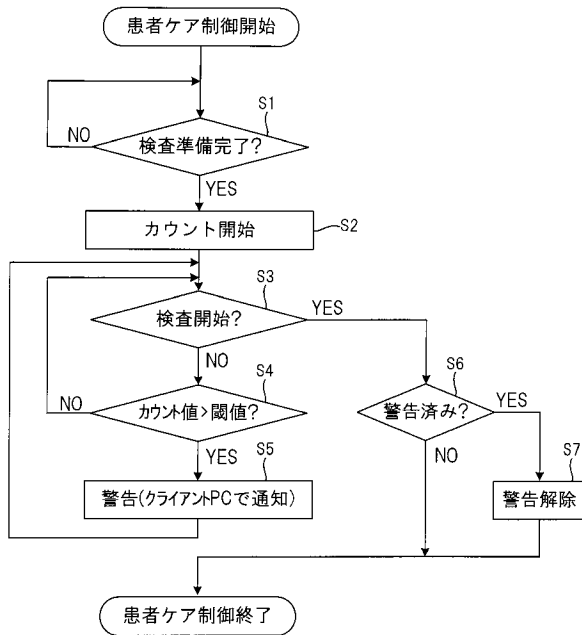 患者ケア制御開始
S1
検査準備完了?
NO
YES
カウント開始
S2
S3
検査開始?
YES
NO
S4
カウント値>閾値?
NO
YES
S5
警告(クライアントPCで通知)
S6
警告済み?
YES
NO
S7
警告解除
患者ケア制御終了